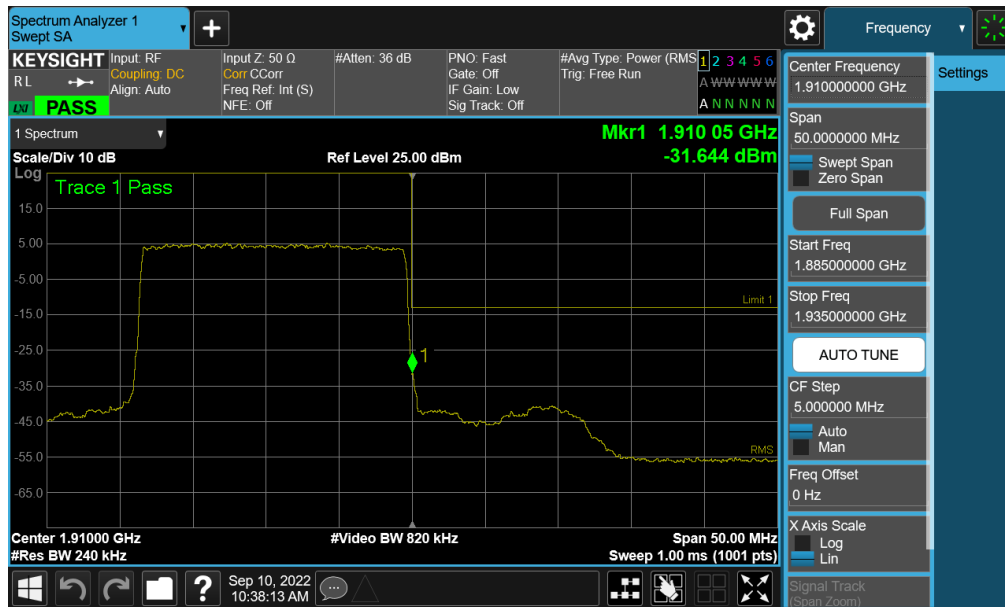 Spectrum Analyzer 1
Swept SA
+
Frequency
KEYSIGHT
RL
LXI
PASS
Input: RF
Coupling: DC
Align: Auto
Input Z: 50 Ω
Corr CCorr
Freq Ref: Int (S)
NFE: Off
#Atten: 36 dB
PNO: Fast
Gate: Off
IF Gain: Low
Sig Track: Off
#Avg Type: Power (RMS
Trig: Free Run
1 2 3 4 5 6
A W W W W W
A N N N N N
1 Spectrum
Mkr1 1.910 05 GHz
-31.644 dBm
Scale/Div 10 dB
Ref Level 25.00 dBm
Log
Trace 1 Pass
15.0
5.00
-5.00
-15.0
-25.0
-35.0
-45.0
-55.0
-65.0
Limit 1
1
RMS
Center 1.91000 GHz
#Video BW 820 kHz
Span 50.00 MHz
#Res BW 240 kHz
Sweep 1.00 ms (1001 pts)
?
Sep 10, 2022
10:38:13 AM
Center Frequency
1.910000000 GHz
Settings
Span
50.0000000 MHz
Swept Span
Zero Span
Full Span
Start Freq
1.885000000 GHz
Stop Freq
1.935000000 GHz
AUTO TUNE
CF Step
5.000000 MHz
Auto
Man
Freq Offset
0 Hz
X Axis Scale
Log
Lin
Signal Track
(Span Zoom)